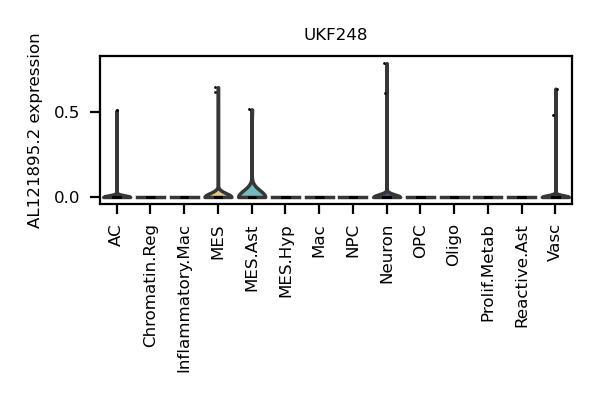 UKF248
AL121895.2 expression
0.5
0.0
AC
Chromatin.Reg
Inflammatory.Mac
MES
MES.Ast
MES.Hyp
Mac
NPC
Neuron
OPC
Oligo
Prolif.Metab
Reactive.Ast
Vasc